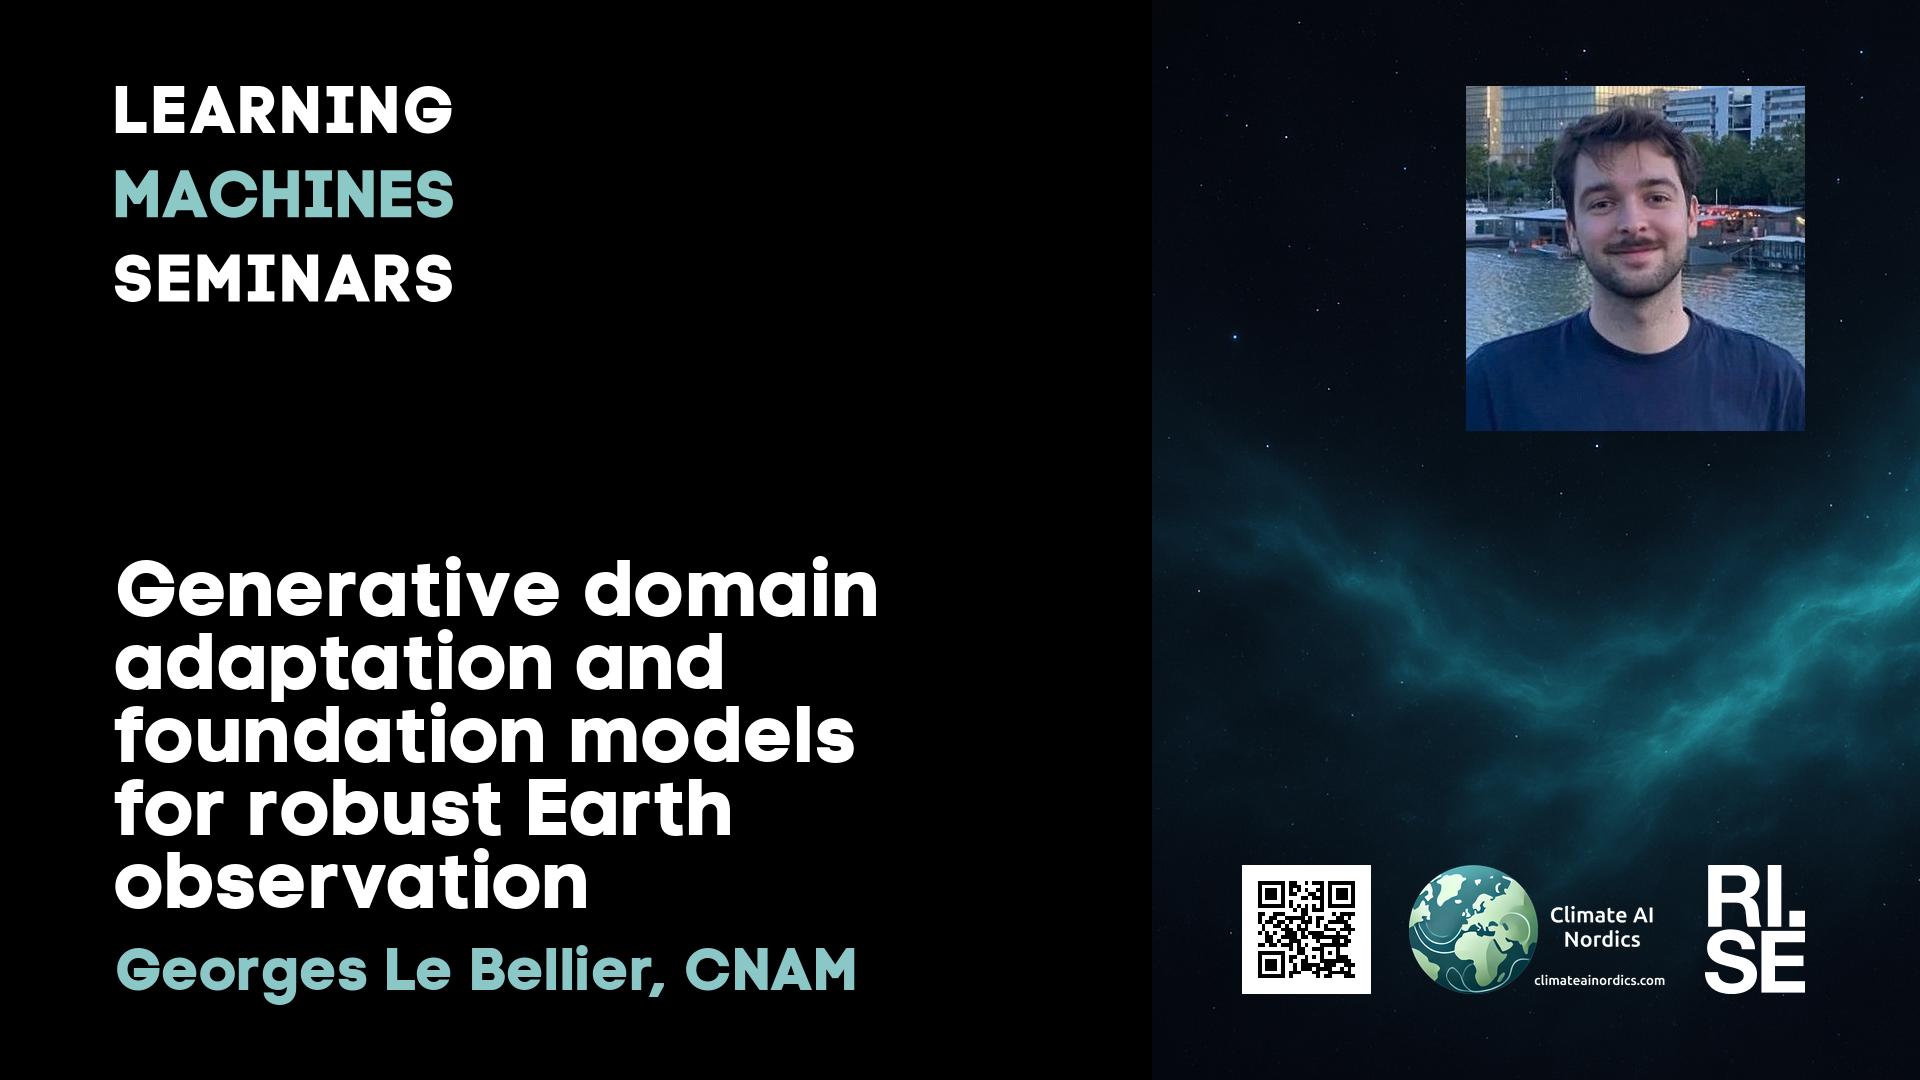 LEARNING
MACHINES
SEMINARS
Generative domain
adaptation and
foundation models
for robust Earth
observation
Georges Le Bellier, CNAM
Climate AI
Nordics
climateainordics.com
RI.
SE